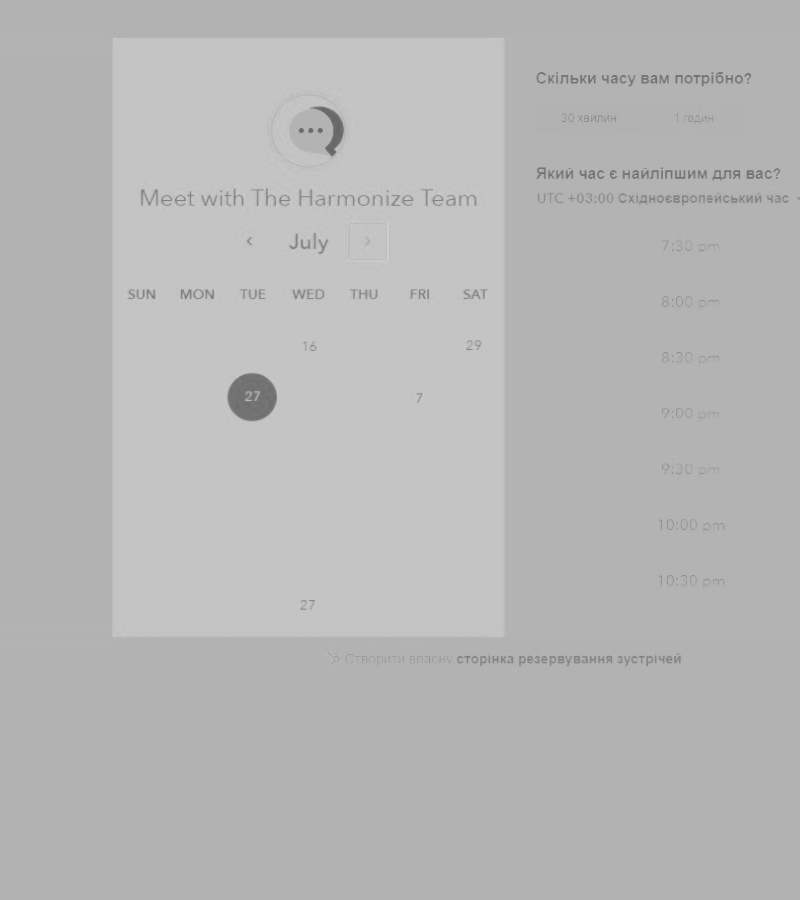 Meet with The Harmonize Team
July
SUN MON TUE WED THU FRI SAT
16 29
27 7
27
Скільки часу вам потрібно?
30 хвилин 1 годин
Який час є найліпшим для вас?
UTC +03:00 Східноєвропейський час
7:30 pm
8:00 pm
8:30 pm
9:00 pm
9:30 pm
10:00 pm
10:30 pm
Створити власну сторінка резервування зустрічей